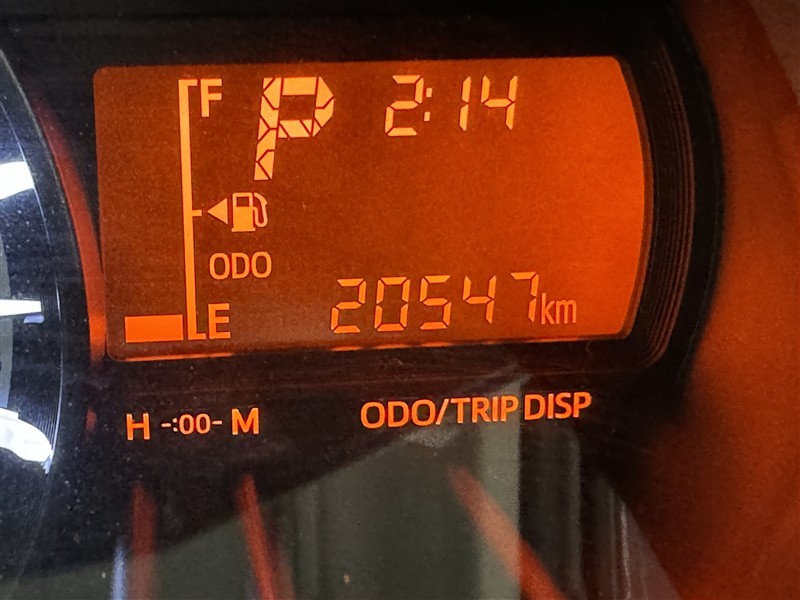 F P 2:14
ODO
E 20547km
H -:00- M ODO/TRIP DISP